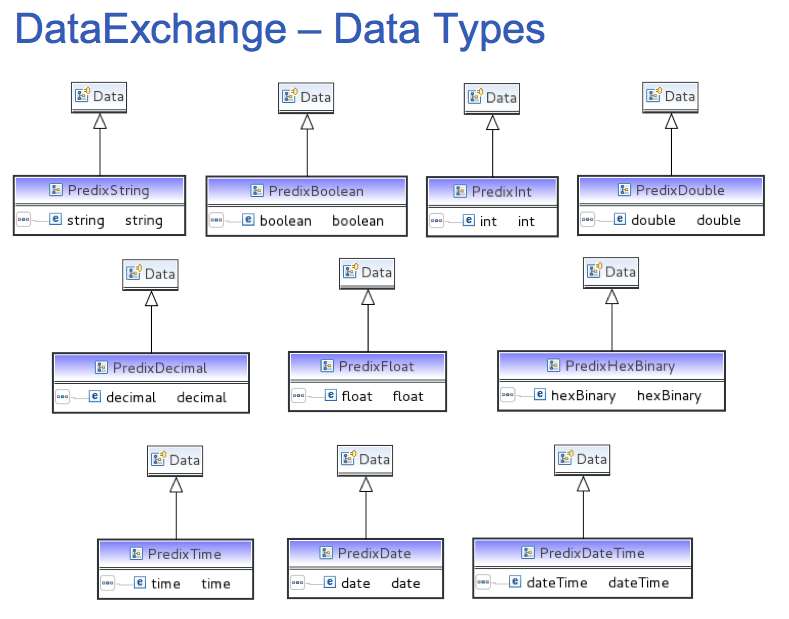 DataExchange – Data Types
Data
Data
Data
Data
PredixString
string string
PredixBoolean
boolean boolean
PredixInt
int int
PredixDouble
double double
Data
Data
Data
PredixDecimal
e decimal decimal
PredixFloat
e float float
PredixHexBinary
e hexBinary hexBinary
Data
Data
Data
PredixTime
e time time
PredixDate
e date date
PredixDateTime
e dateTime dateTime